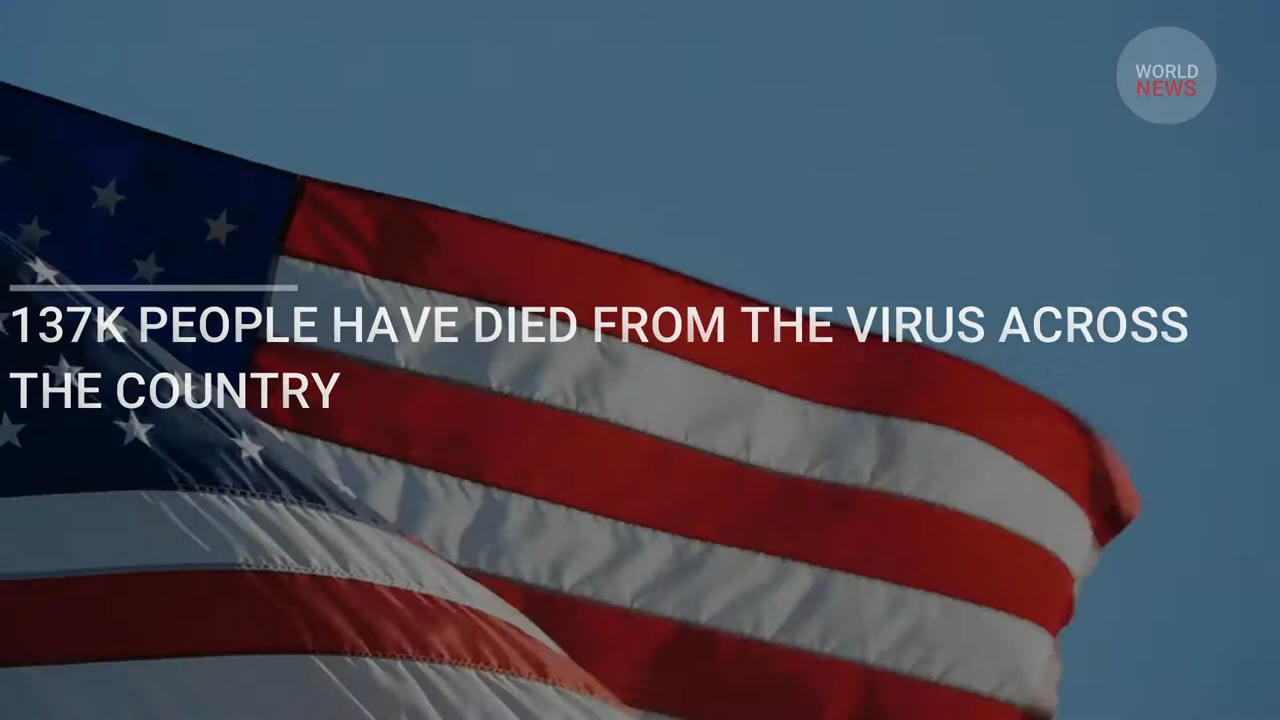 WORLD
NEWS
137K PEOPLE HAVE DIED FROM THE VIRUS ACROSS
THE COUNTRY